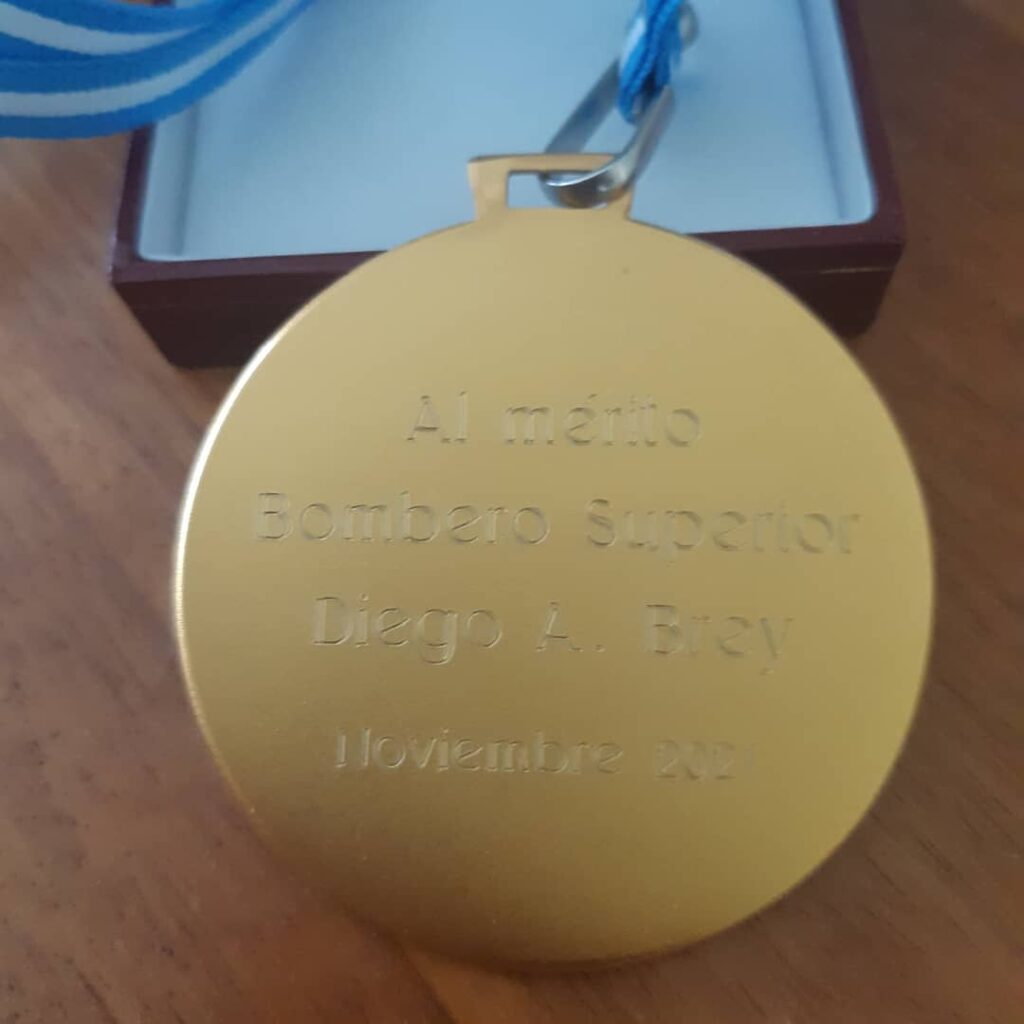 Al mérito
Bombero Superior
Diego A. Brey
Noviembre 2021